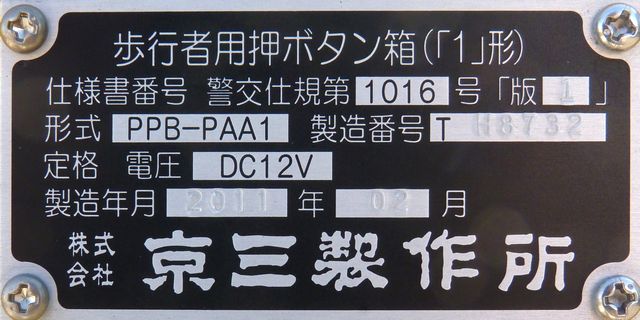 歩行者用押ボタン箱(「1」形)
仕様書番号 警交仕規第 1016 号「版 1 」
形式 PPB-PAA1 製造番号 T H8732
定格 電圧 DC12V
製造年月 2011 年 02 月
株式会社 京三製作所